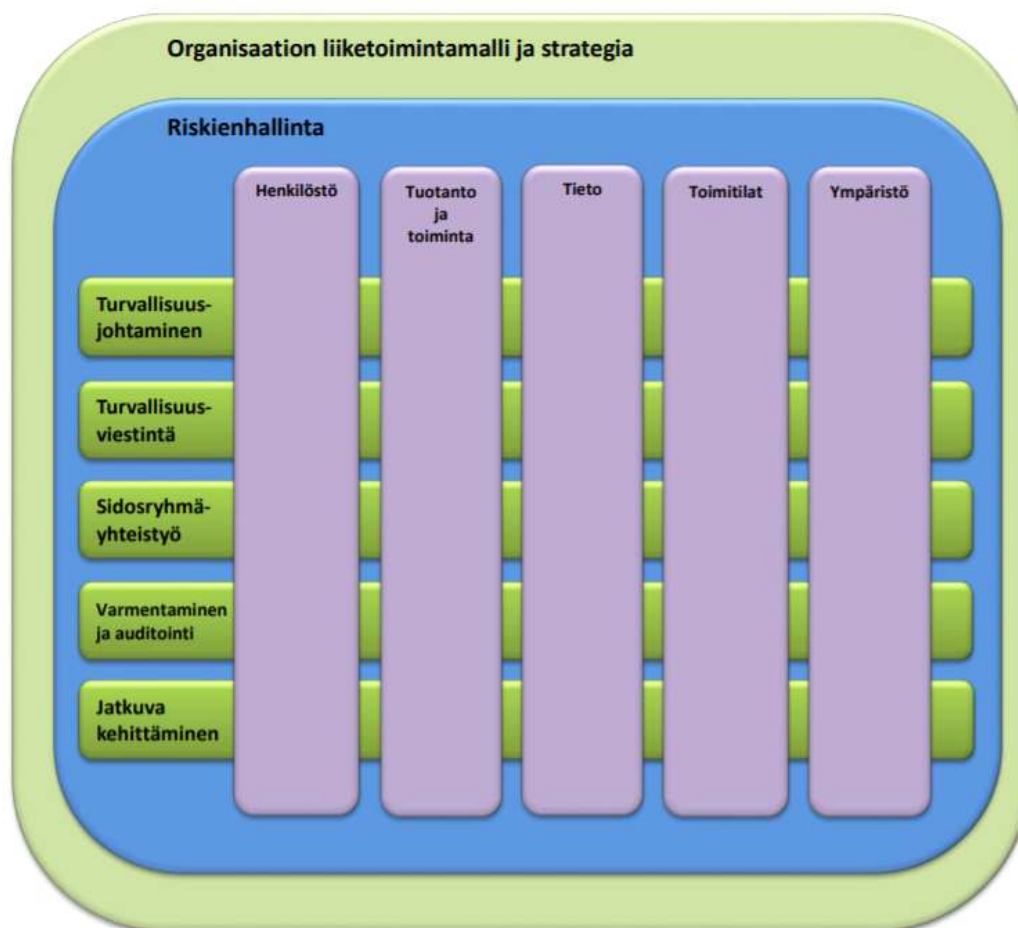 Organisaation liiketoimintamalli ja strategia
Riskienhallinta
Henkilöstö
Tuotanto
ja
toiminta
Tieto
Toimitilat
Ympäristö
Turvallisuus-
johtaminen
Turvallisuus-
viestintä
Sidosryhmä-
yhteistyö
Varmentaminen
ja auditointi
Jatkuva
kehittäminen